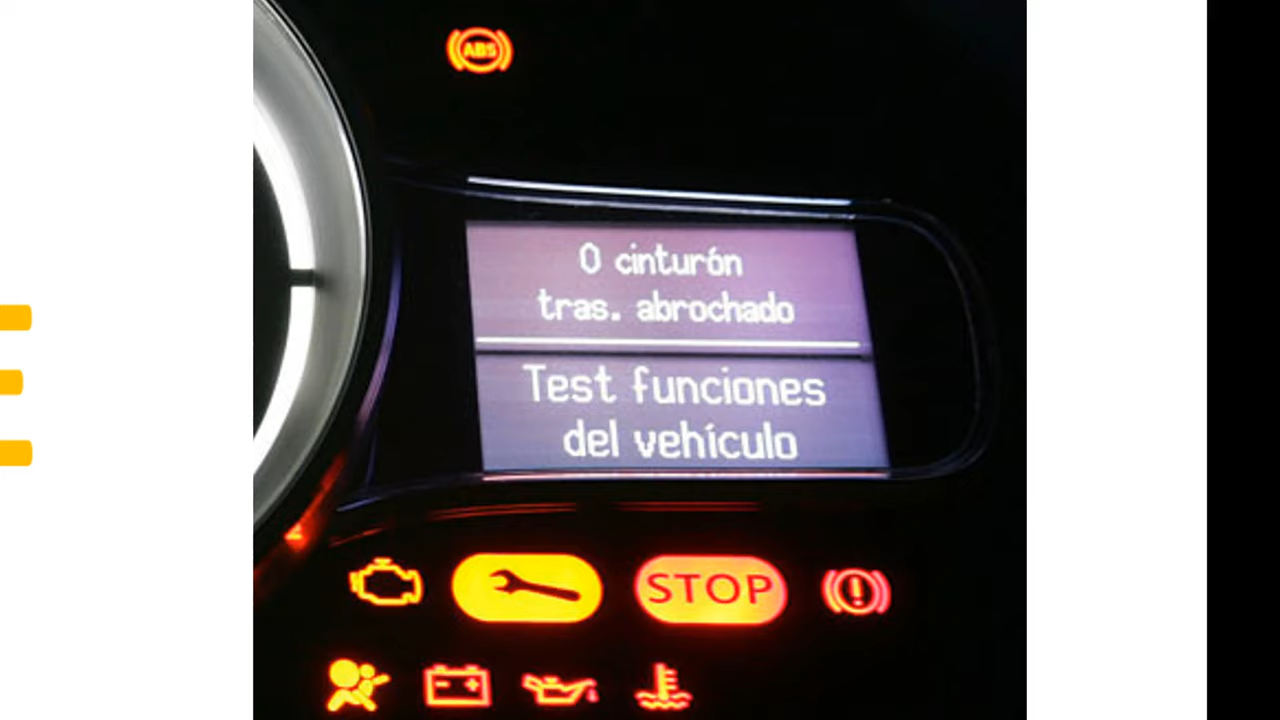 ABS
0 cinturón
tras. abrochado
Test funciones
del vehículo
STOP